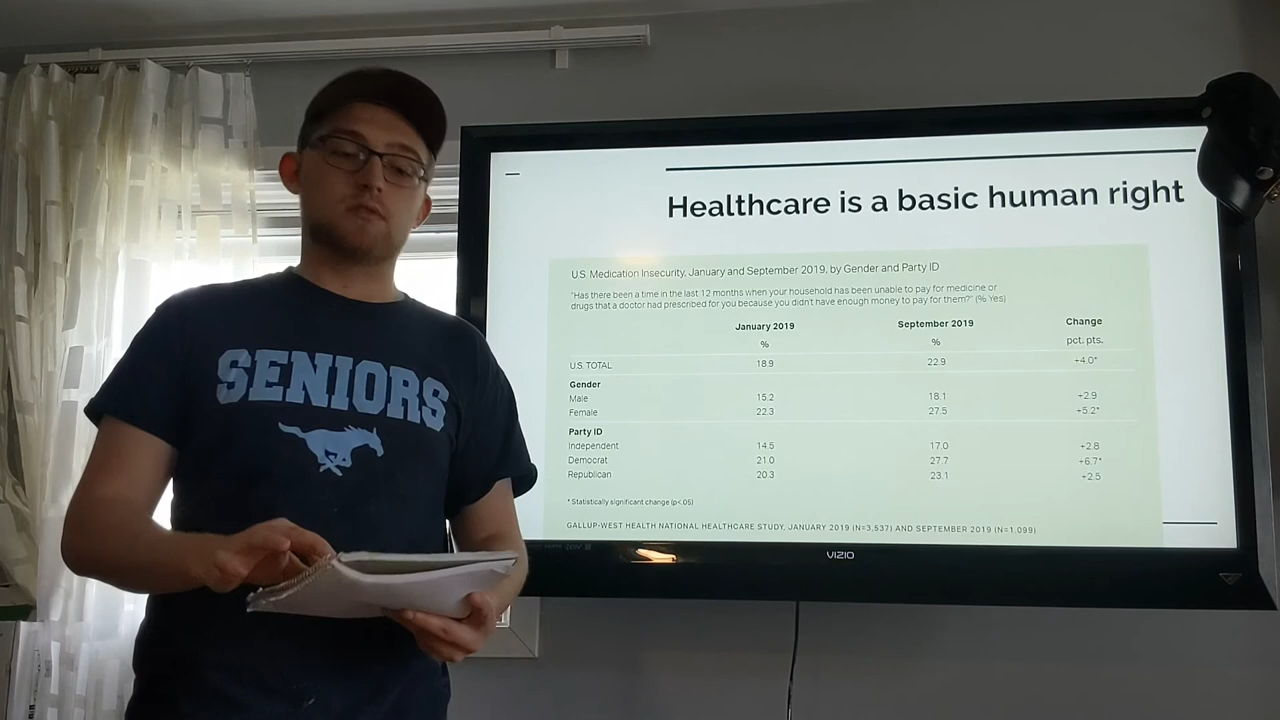 SENIORS
Healthcare is a basic human right
U.S. Medication Insecurity, January and September 2019, by Gender and Party ID
"Has there been a time in the last 12 months when your household has been unable to pay for medicine or
drugs that a doctor had prescribed for you because you didn't have enough money to pay for them?" (% Yes)
January 2019 September 2019 Change
% % pct. pts.
U.S. TOTAL 18.9 22.9 +4.0*
Gender
Male 15.2 18.1 +2.9
Female 22.3 27.5 +5.2*
Party ID
Independent 14.5 17.0 +2.8
Democrat 21.0 27.7 +6.7*
Republican 20.3 23.1 +2.5
* Statistically significant change (p<.05)
GALLUP-WEST HEALTH NATIONAL HEALTHCARE STUDY, JANUARY 2019 (N=3,537) AND SEPTEMBER 2019 (N=1,099)
VIZIO